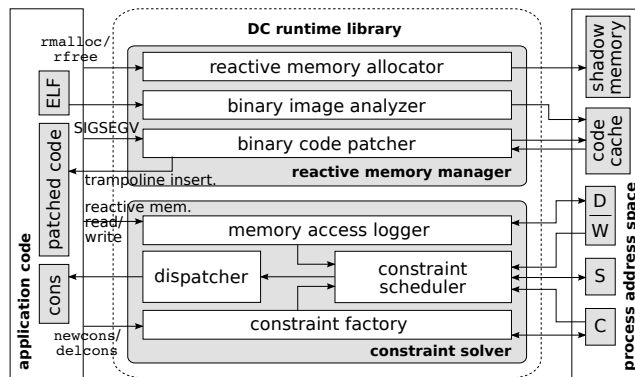 DC runtime library
rmalloc/
rfree
reactive memory allocator
shadow
memory
ELF
binary image analyzer
SIGSEGV
binary code patcher
code
cache
patched code
trampoline insert.
reactive memory manager
reactive mem.
read/
write
memory access logger
D
W
cons
dispatcher
constraint
scheduler
S
newcons/
delcons
constraint factory
C
constraint solver
application code
process address space